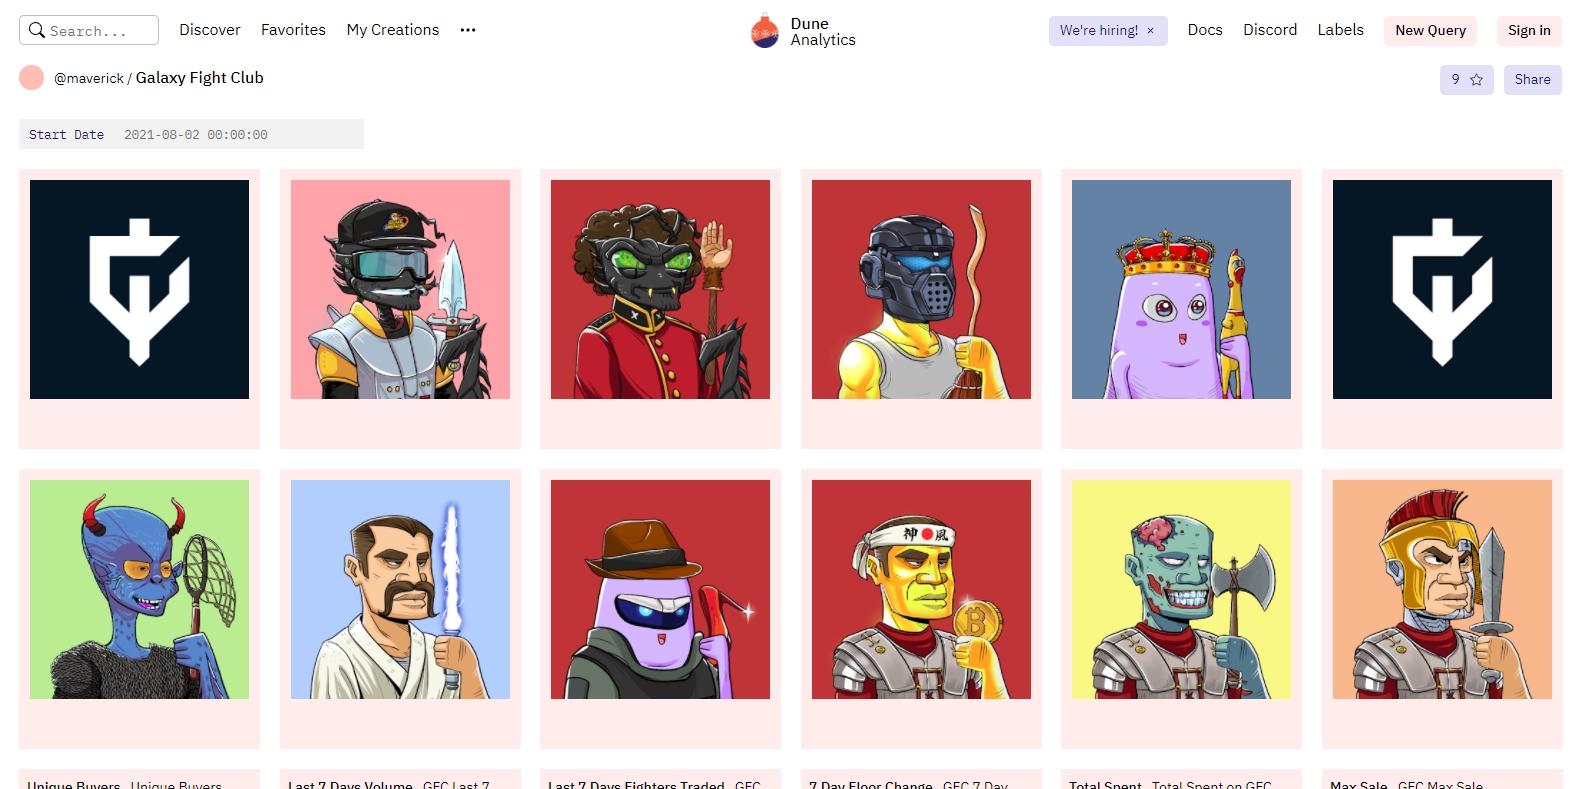 Search...
Discover
Favorites
My Creations
Dune
Analytics
We're hiring! ×
Docs
Discord
Labels
New Query
Sign in
@maverick / Galaxy Fight Club
9
Share
Start Date 2021-08-02 00:00:00
神 風
B
Unique Buyers Unique Buyers
Last 7 Days Volume GFC Last 7
Last 7 Days Fighters Traded GFC
7 Day Floor Change GFC 7 Day
Total Spent Total Spent on GFC
Max Sale GFC Max Sale